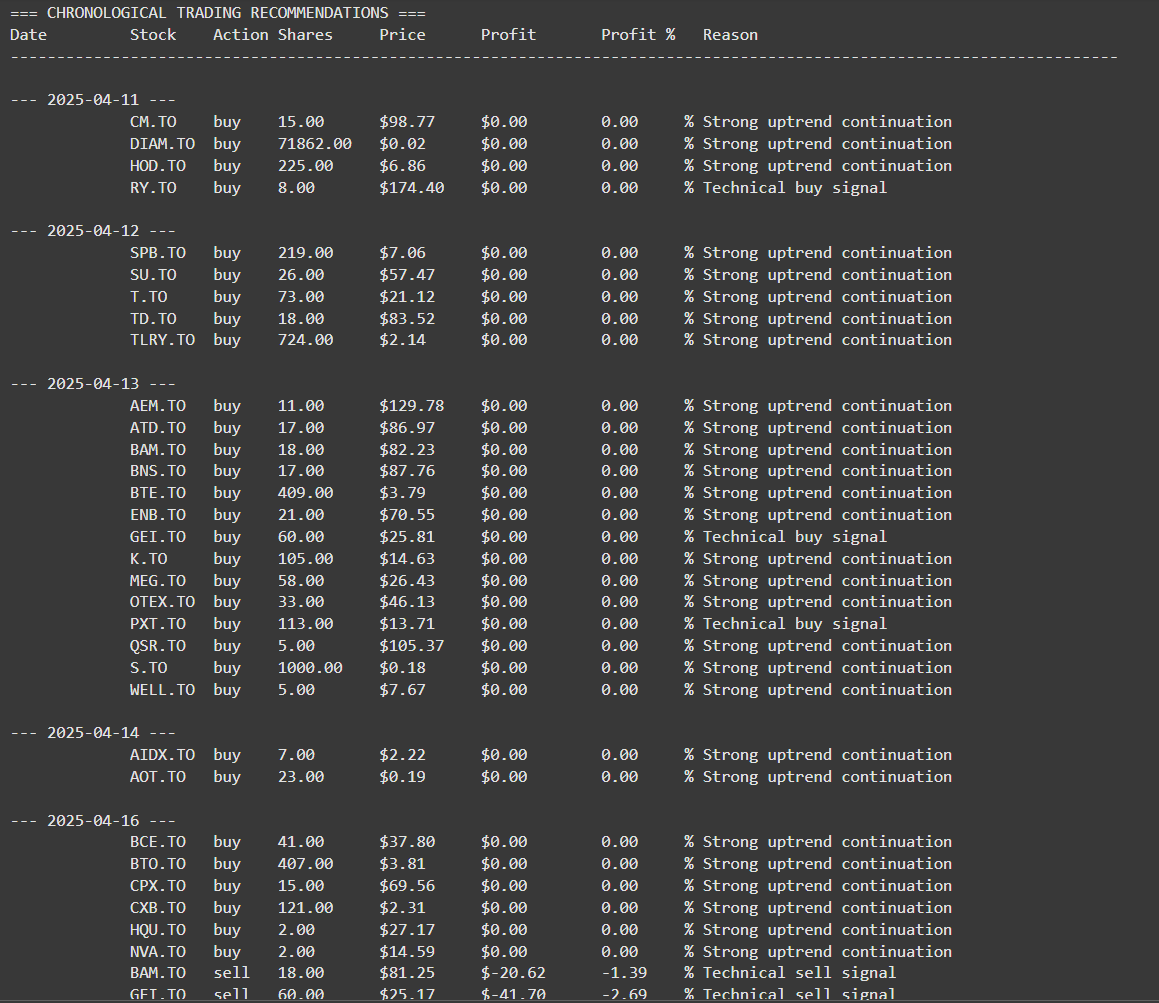 === CHRONOLOGICAL TRADING RECOMMENDATIONS ===
Date Stock Action Shares Price Profit Profit % Reason
------------------------------------------------------------------------------------------------------------------------
--- 2025-04-11 ---
CM.TO buy 15.00 $98.77 $0.00 0.00 % Strong uptrend continuation
DIAM.TO buy 71862.00 $0.02 $0.00 0.00 % Strong uptrend continuation
HOD.TO buy 225.00 $6.86 $0.00 0.00 % Strong uptrend continuation
RY.TO buy 8.00 $174.40 $0.00 0.00 % Technical buy signal
--- 2025-04-12 ---
SPB.TO buy 219.00 $7.06 $0.00 0.00 % Strong uptrend continuation
SU.TO buy 26.00 $57.47 $0.00 0.00 % Strong uptrend continuation
T.TO buy 73.00 $21.12 $0.00 0.00 % Strong uptrend continuation
TD.TO buy 18.00 $83.52 $0.00 0.00 % Strong uptrend continuation
TLRY.TO buy 724.00 $2.14 $0.00 0.00 % Strong uptrend continuation
--- 2025-04-13 ---
AEM.TO buy 11.00 $129.78 $0.00 0.00 % Strong uptrend continuation
ATD.TO buy 17.00 $86.97 $0.00 0.00 % Strong uptrend continuation
BAM.TO buy 18.00 $82.23 $0.00 0.00 % Strong uptrend continuation
BNS.TO buy 17.00 $87.76 $0.00 0.00 % Strong uptrend continuation
BTE.TO buy 409.00 $3.79 $0.00 0.00 % Strong uptrend continuation
ENB.TO buy 21.00 $70.55 $0.00 0.00 % Strong uptrend continuation
GEI.TO buy 60.00 $25.81 $0.00 0.00 % Technical buy signal
K.TO buy 105.00 $14.63 $0.00 0.00 % Strong uptrend continuation
MEG.TO buy 58.00 $26.43 $0.00 0.00 % Strong uptrend continuation
OTEX.TO buy 33.00 $46.13 $0.00 0.00 % Strong uptrend continuation
PXT.TO buy 113.00 $13.71 $0.00 0.00 % Technical buy signal
QSR.TO buy 5.00 $105.37 $0.00 0.00 % Strong uptrend continuation
S.TO buy 1000.00 $0.18 $0.00 0.00 % Strong uptrend continuation
WELL.TO buy 5.00 $7.67 $0.00 0.00 % Strong uptrend continuation
--- 2025-04-14 ---
AIDX.TO buy 7.00 $2.22 $0.00 0.00 % Strong uptrend continuation
AOT.TO buy 23.00 $0.19 $0.00 0.00 % Strong uptrend continuation
--- 2025-04-16 ---
BCE.TO buy 41.00 $37.80 $0.00 0.00 % Strong uptrend continuation
BTO.TO buy 407.00 $3.81 $0.00 0.00 % Strong uptrend continuation
CPX.TO buy 15.00 $69.56 $0.00 0.00 % Strong uptrend continuation
CXB.TO buy 121.00 $2.31 $0.00 0.00 % Strong uptrend continuation
HQU.TO buy 2.00 $27.17 $0.00 0.00 % Strong uptrend continuation
NVA.TO buy 2.00 $14.59 $0.00 0.00 % Strong uptrend continuation
BAM.TO sell 18.00 $81.25 $-20.62 -1.39 % Technical sell signal
GEI.TO sell 60.00 $25.17 $-41.70 -2.69 % Technical sell signal